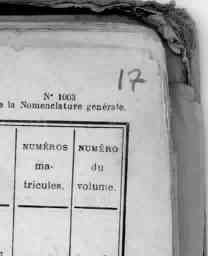 17
N° 1003
la Nomenclature générale.
NUMÉROS
ma-
tricules.
NUMÉRO
du
volume.